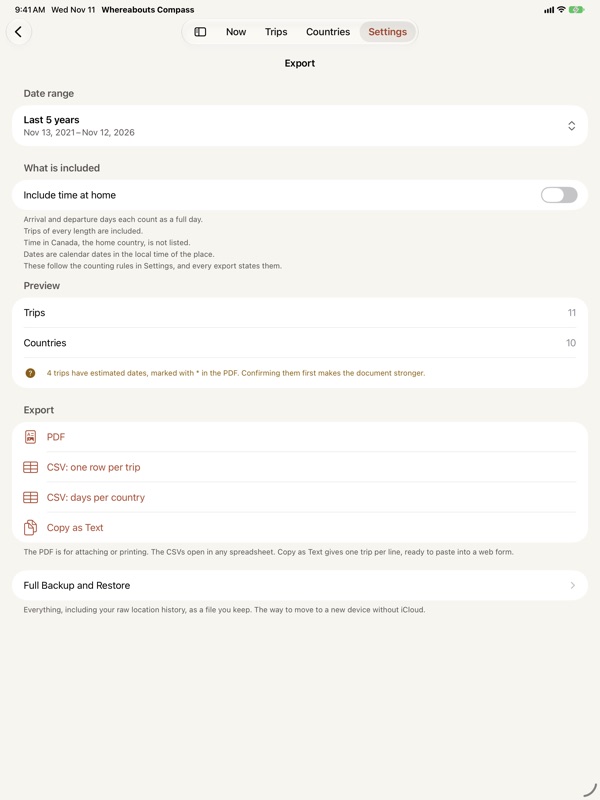 9:41 AM Wed Nov 11 Whereabouts Compass
Now Trips Countries Settings
Export
Date range
Last 5 years
Nov 13, 2021–Nov 12, 2026
What is included
Include time at home
Arrival and departure days each count as a full day.
Trips of every length are included.
Time in Canada, the home country, is not listed.
Dates are calendar dates in the local time of the place.
These follow the counting rules in Settings, and every export states them.
Preview
Trips 11
Countries 10
? 4 trips have estimated dates, marked with * in the PDF. Confirming them first makes the document stronger.
Export
PDF
CSV: one row per trip
CSV: days per country
Copy as Text
The PDF is for attaching or printing. The CSVs open in any spreadsheet. Copy as Text gives one trip per line, ready to paste into a web form.
Full Backup and Restore
Everything, including your raw location history, as a file you keep. The way to move to a new device without iCloud.